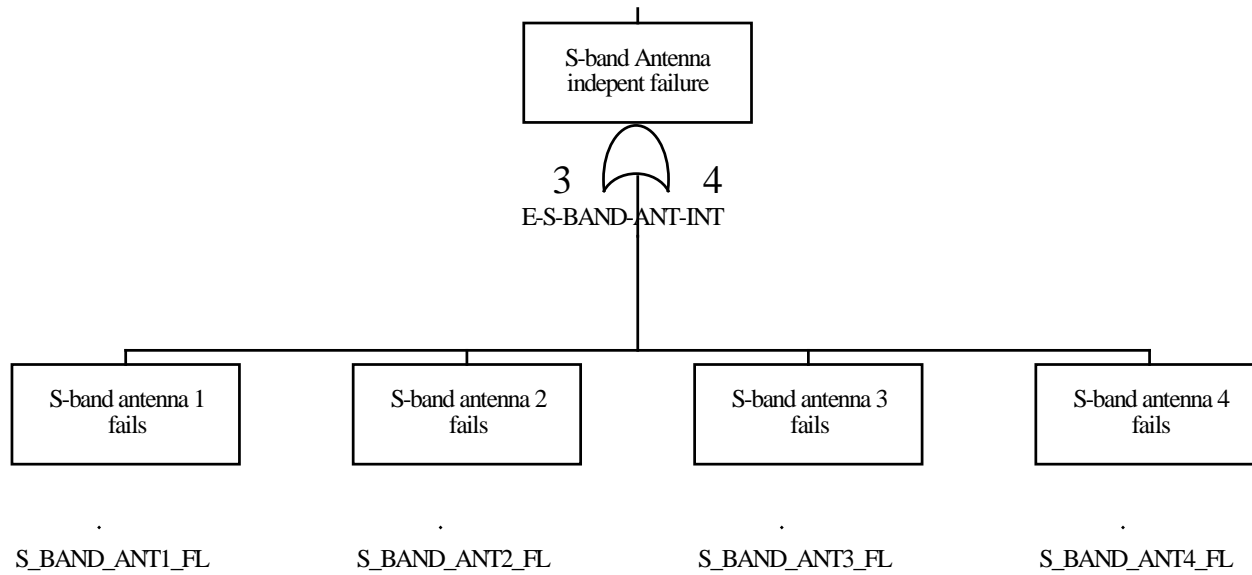 S-band Antenna
indepent failure
3 4
E-S-BAND-ANT-INT
S-band antenna 1
fails
S-band antenna 2
fails
S-band antenna 3
fails
S-band antenna 4
fails
S_BAND_ANT1_FL
S_BAND_ANT2_FL
S_BAND_ANT3_FL
S_BAND_ANT4_FL